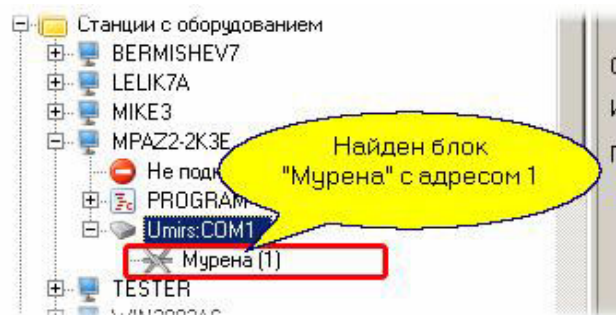 Станции с оборудованием
BERMISHEV7
LELIK7A
MIKE3
MPAZ2-2K3E
Найден блок
"Мурена" с адресом 1
Не
PROGRAM
Umirs:COM1
Мурена (1)
TESTER